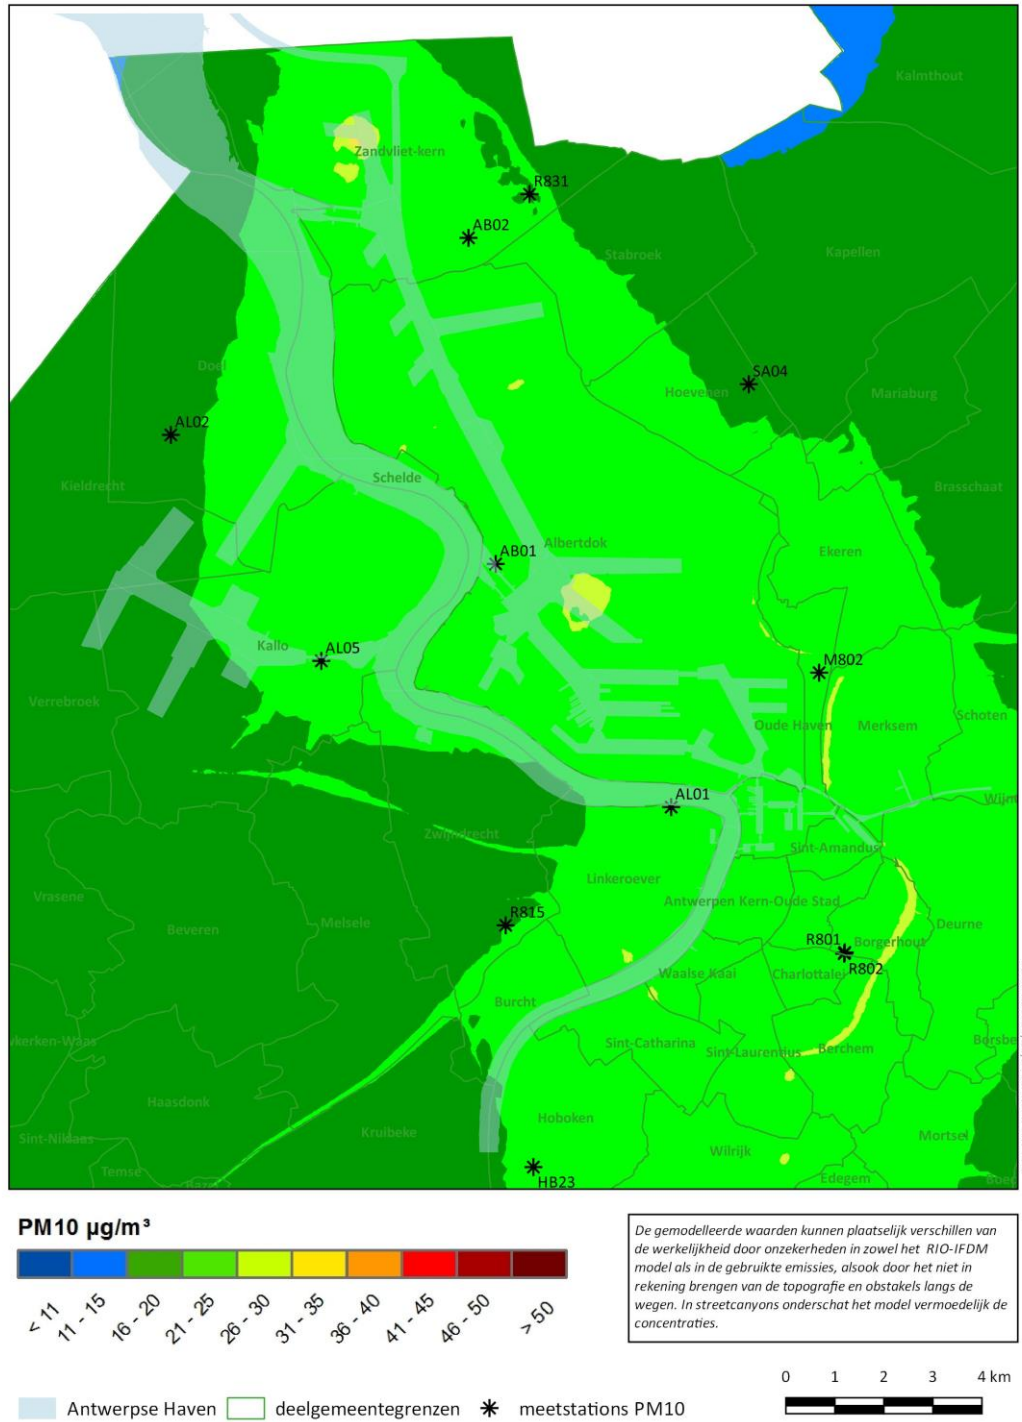 Kalmthout
Zandvliet-kern
R831
AB02
Stabroek
Kapellen
Doel
SA04
Hoevenen
Mariaburg
AL02
Schelde
Kieldrecht
Brasschaat
AB01
Albertdok
Ekeren
Kallo
AL05
M802
Verrebroek
Schoten
Oude Haven
Merksem
AL01
Wijn
Zwijndrecht
Sint-Amandus
Linkeroever
Vrasene
Antwerpen Kern-Oude Stad
R815
Melsele
Beveren
Deurne
R801
Borgerhout
R802
Waalse Kaai
Charlottalei
Burcht
wkerken-Waas
Sint-Catharina
Sint-Laurentius
Berchem
Borsbe
Haasdonk
Hoboken
Kruibeke
Sint-Niklaas
Mortsel
Wilrijk
Temse
Edegem
HB23
PM10 µg/m³
< 11
11 - 15
16 - 20
21 - 25
26 - 30
31 - 35
36 - 40
41 - 45
46 - 50
> 50
De gemodelleerde waarden kunnen plaatselijk verschillen van
de werkelijkheid door onzekerheden in zowel het RIO-IFDM
model als in de gebruikte emissies, alsook door het niet in
rekening brengen van de topografie en obstakels langs de
wegen. In streetcanyons onderschat het model vermoedelijk de
concentraties.
0 1 2 3 4 km
Antwerpse Haven
deelgemeentegrenzen
meetstations PM10